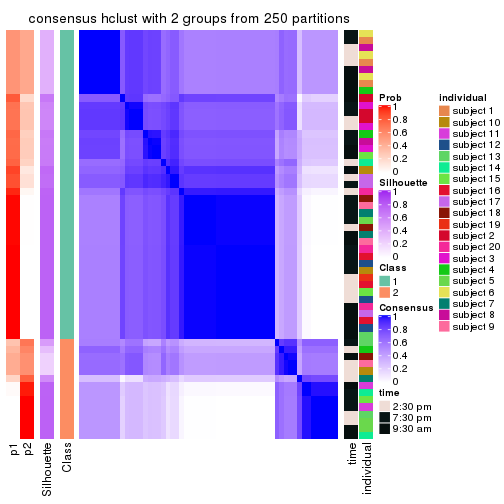 consensus hclust with 2 groups from 250 partitions
p1
p2
Silhouette
Class
time
individual
Prob
1
0.8
0.6
0.4
0.2
0
Silhouette
1
0.8
0.6
0.4
0.2
0
Class
1
2
Consensus
1
0.8
0.6
0.4
0.2
0
time
2:30 pm
7:30 pm
9:30 am
individual
subject 1
subject 10
subject 11
subject 12
subject 13
subject 14
subject 15
subject 16
subject 17
subject 18
subject 19
subject 2
subject 20
subject 3
subject 4
subject 5
subject 6
subject 7
subject 8
subject 9